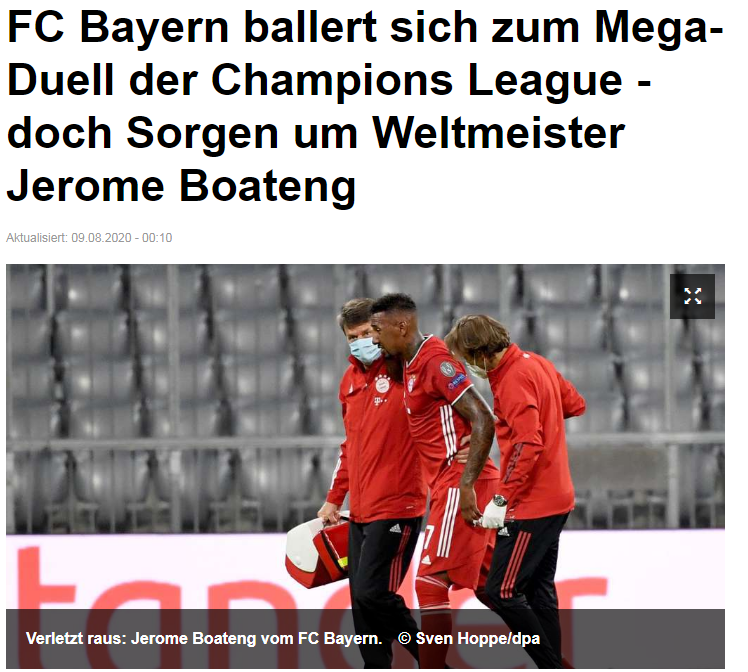 FC Bayern ballert sich zum Mega-
Duell der Champions League -
doch Sorgen um Weltmeister
Jerome Boateng
Aktualisiert: 09.08.2020 - 00:10
tander
Verletzt raus: Jerome Boateng vom FC Bayern. © Sven Hoppe/dpa